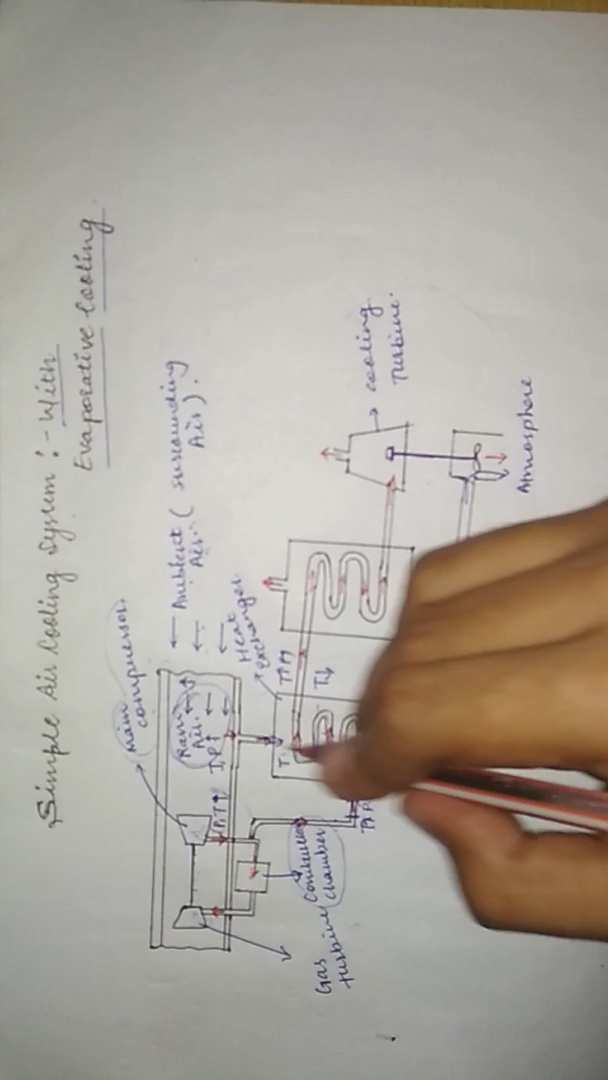 Simple Air Cooling System :- With
Evaporative Cooling
Main
compressor
← Ambient ( surrounding
Air. Air ).
Ram
Air
Heat
exchanger
P↑T↑
T↓
cooling
Turbine.
Atmosphere
Combustion
chamber
Gas
turbine